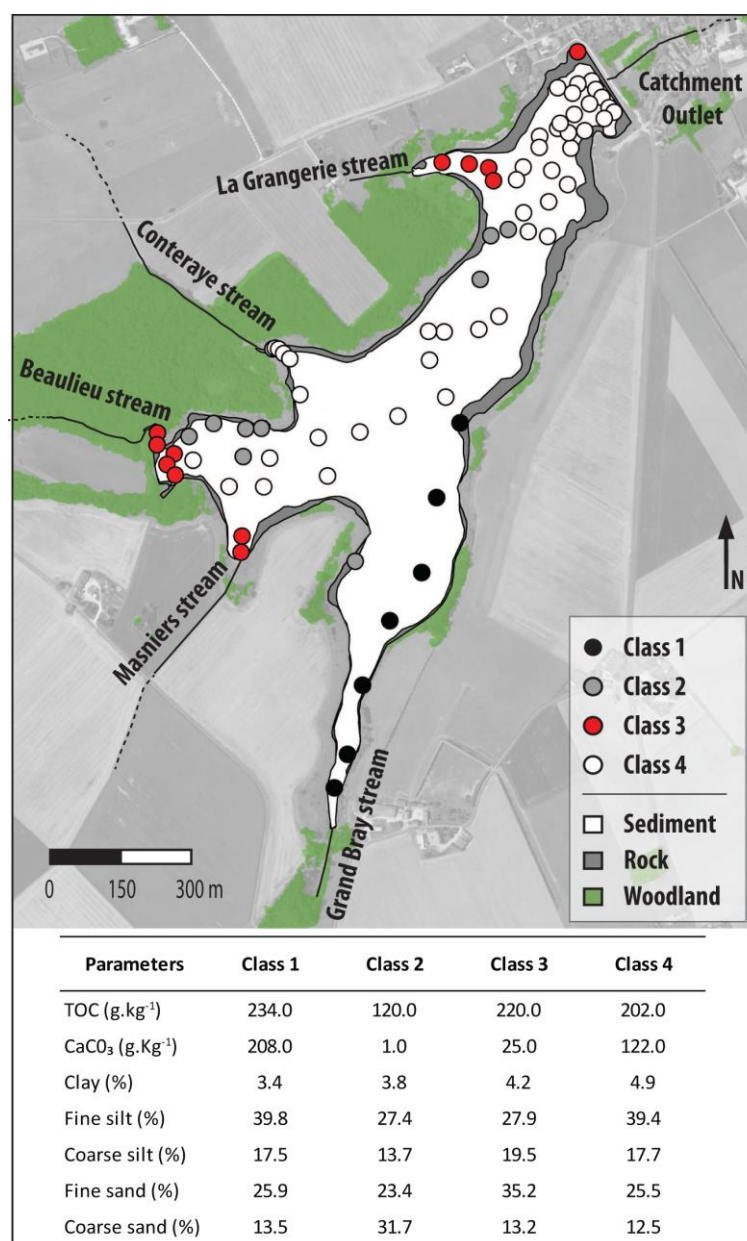 Catchment
Outlet
La Grangerie stream
Conteraye stream
Beaulieu stream
Masniers stream
Grand Bray stream
N
Class 1
Class 2
Class 3
Class 4
Sediment
Rock
Woodland
0 150 300 m
Parameters Class 1 Class 2 Class 3 Class 4
TOC (g.kg⁻¹) 234.0 120.0 220.0 202.0
CaC0₃ (g.Kg⁻¹) 208.0 1.0 25.0 122.0
Clay (%) 3.4 3.8 4.2 4.9
Fine silt (%) 39.8 27.4 27.9 39.4
Coarse silt (%) 17.5 13.7 19.5 17.7
Fine sand (%) 25.9 23.4 35.2 25.5
Coarse sand (%) 13.5 31.7 13.2 12.5